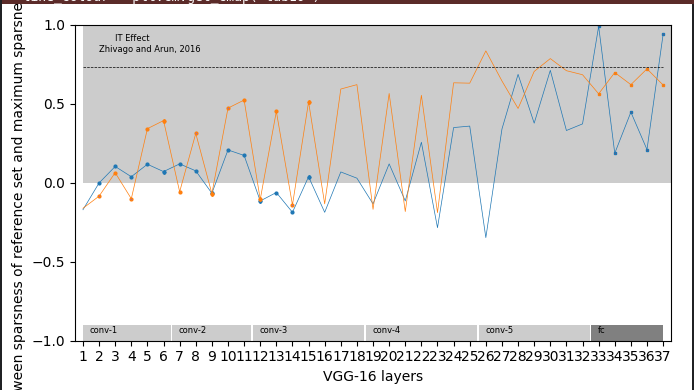 1.0
IT Effect
Zhivago and Arun, 2016
0.5
0.0
−0.5
−1.0
ween sparsness of reference set and maximum sparsne
conv-1
conv-2
conv-3
conv-4
conv-5
fc
1 2 3 4 5 6 7 8 9 10 11 12 13 14 15 16 17 18 19 20 21 22 23 24 25 26 27 28 29 30 31 32 33 34 35 36 37
VGG-16 layers